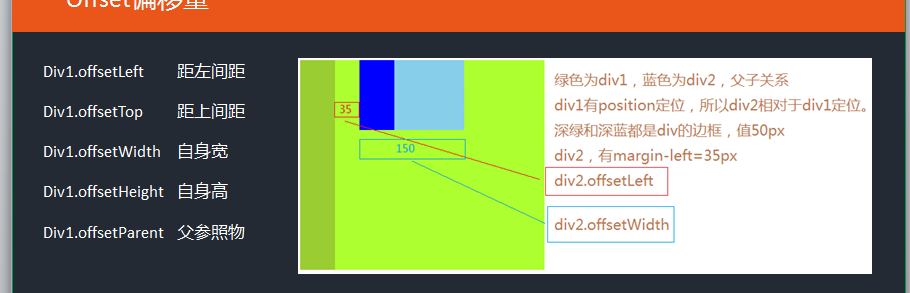 Offset偏移量
Div1.offsetLeft 距左间距
Div1.offsetTop 距上间距
Div1.offsetWidth 自身宽
Div1.offsetHeight 自身高
Div1.offsetParent 父参照物
35
150
绿色为div1，蓝色为div2，父子关系
div1有position定位，所以div2相对于div1定位。
深绿和深蓝都是div的边框，值50px
div2，有margin-left=35px
div2.offsetLeft
div2.offsetWidth